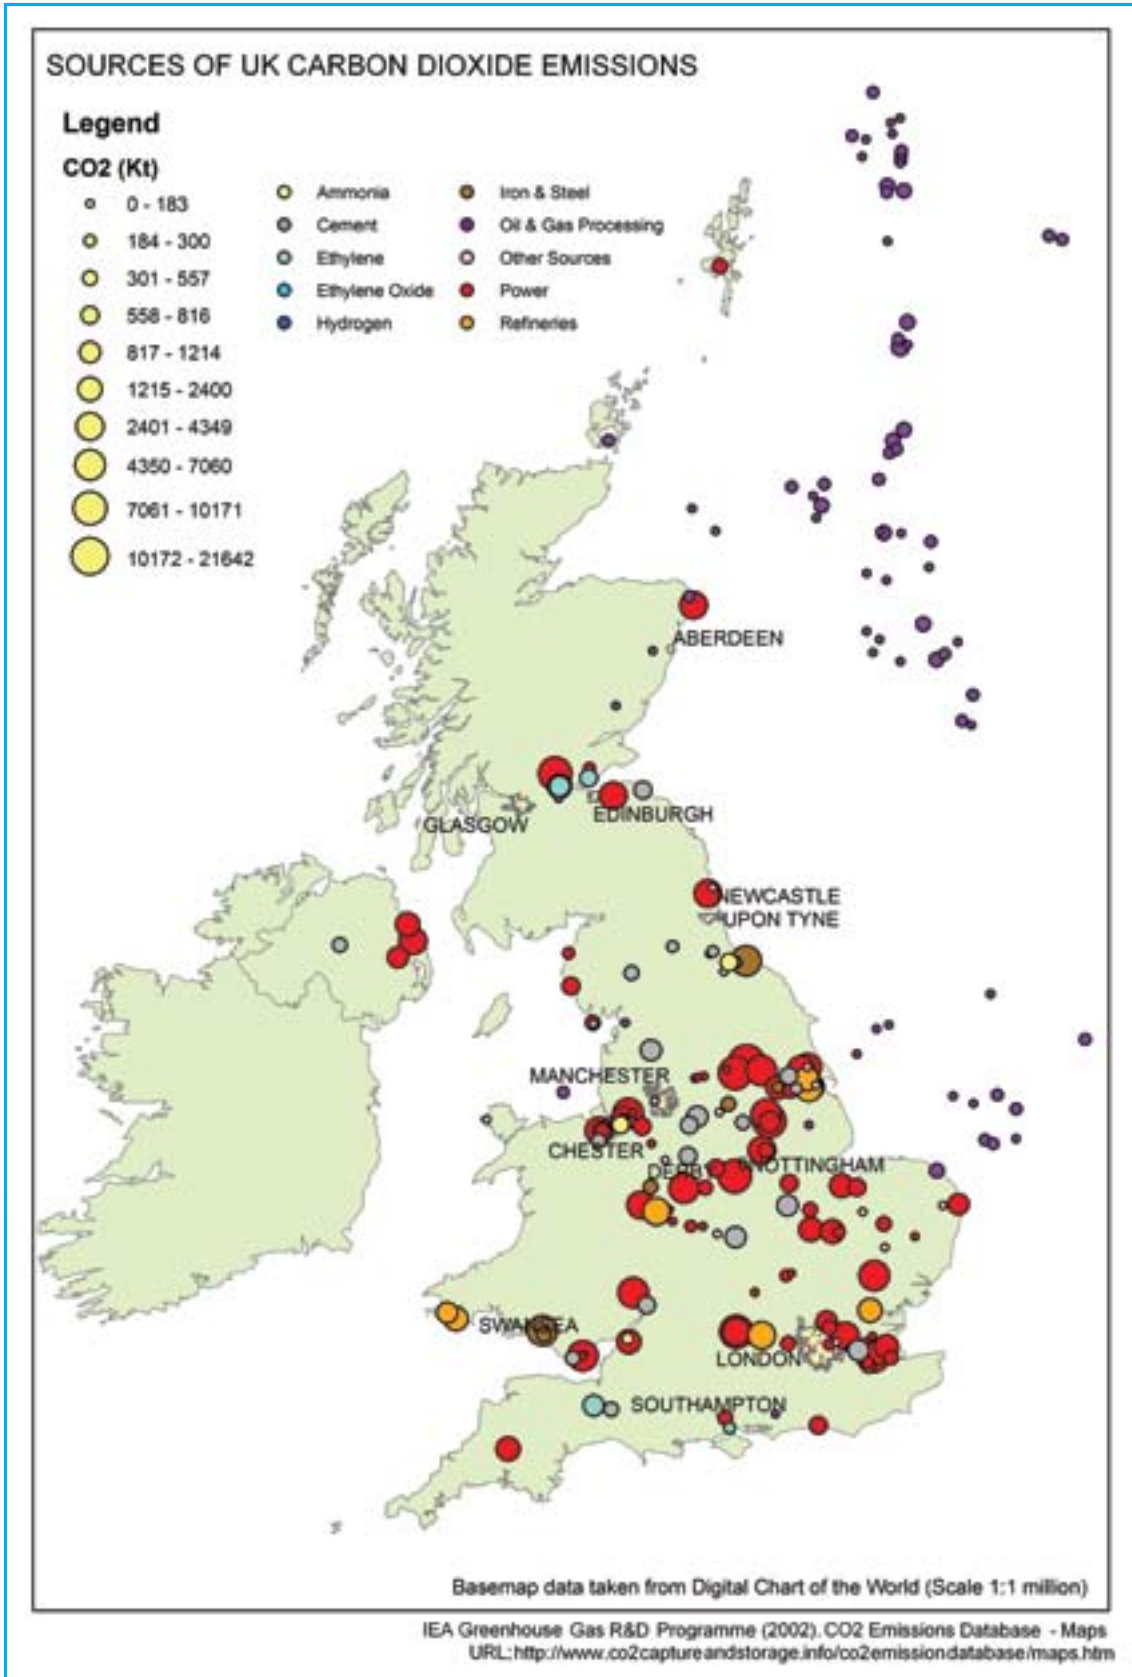 SOURCES OF UK CARBON DIOXIDE EMISSIONS
Legend
CO2 (Kt)
0 - 183
184 - 300
301 - 557
558 - 816
817 - 1214
1215 - 2400
2401 - 4349
4350 - 7060
7061 - 10171
10172 - 21642
Ammonia
Cement
Ethylene
Ethylene Oxide
Hydrogen
Iron & Steel
Oil & Gas Processing
Other Sources
Power
Refineries
ABERDEEN
EDINBURGH
GLASGOW
NEWCASTLE
UPON TYNE
MANCHESTER
CHESTER
DERBY
NOTTINGHAM
SWANSEA
LONDON
SOUTHAMPTON
Basemap data taken from Digital Chart of the World (Scale 1:1 million)
IEA Greenhouse Gas R&D Programme (2002). CO2 Emissions Database - Maps
URL: http://www.co2captureandstorage.info/co2emissiondatabase/maps.htm